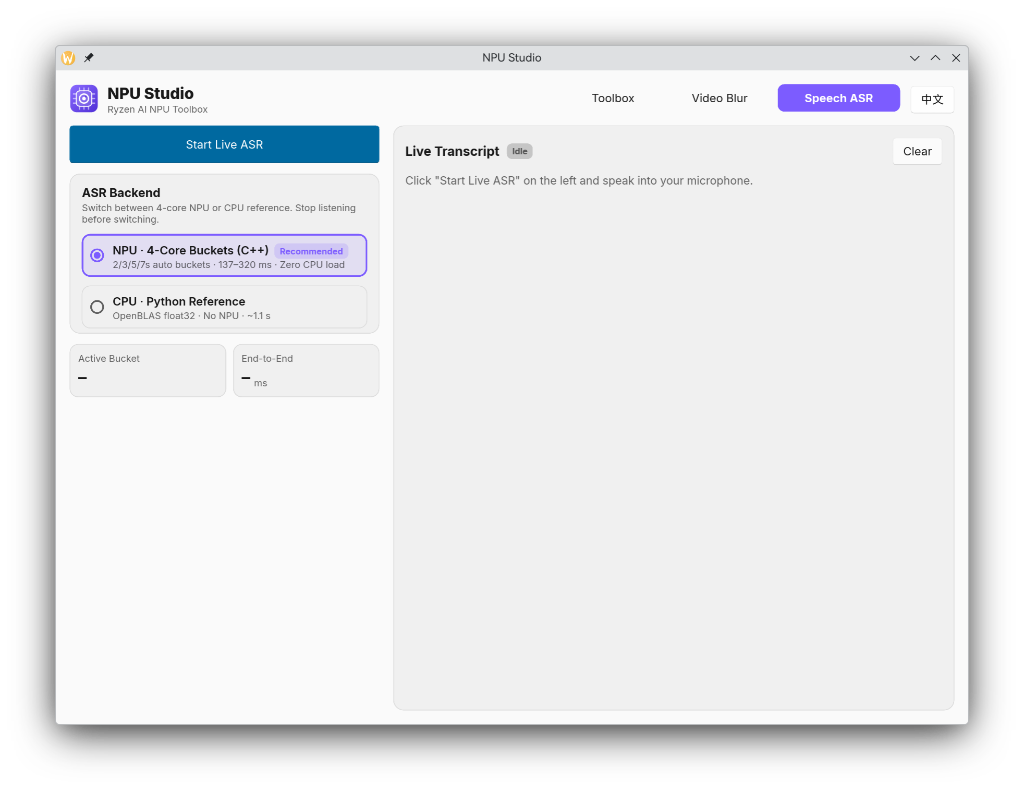 NPU Studio
NPU Studio
Ryzen AI NPU Toolbox
Toolbox
Video Blur
Speech ASR
中文
Start Live ASR
ASR Backend
Switch between 4-core NPU or CPU reference. Stop listening
before switching.
NPU · 4-Core Buckets (C++) Recommended
2/3/5/7s auto buckets · 137–320 ms · Zero CPU load
CPU · Python Reference
OpenBLAS float32 · No NPU · ~1.1 s
Active Bucket
–
End-to-End
– ms
Live Transcript Idle
Clear
Click "Start Live ASR" on the left and speak into your microphone.